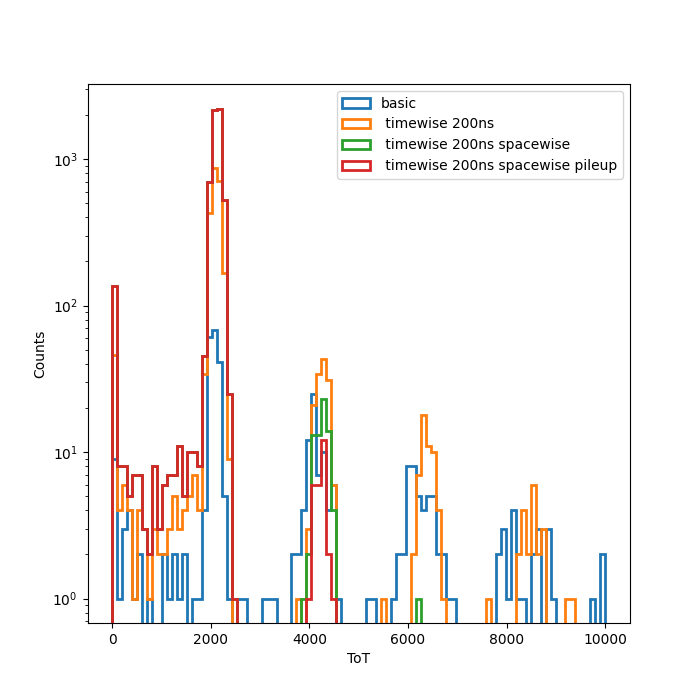 basic
timewise 200ns
timewise 200ns spacewise
timewise 200ns spacewise pileup
10³
10²
10¹
10⁰
Counts
0 2000 4000 6000 8000 10000
ToT